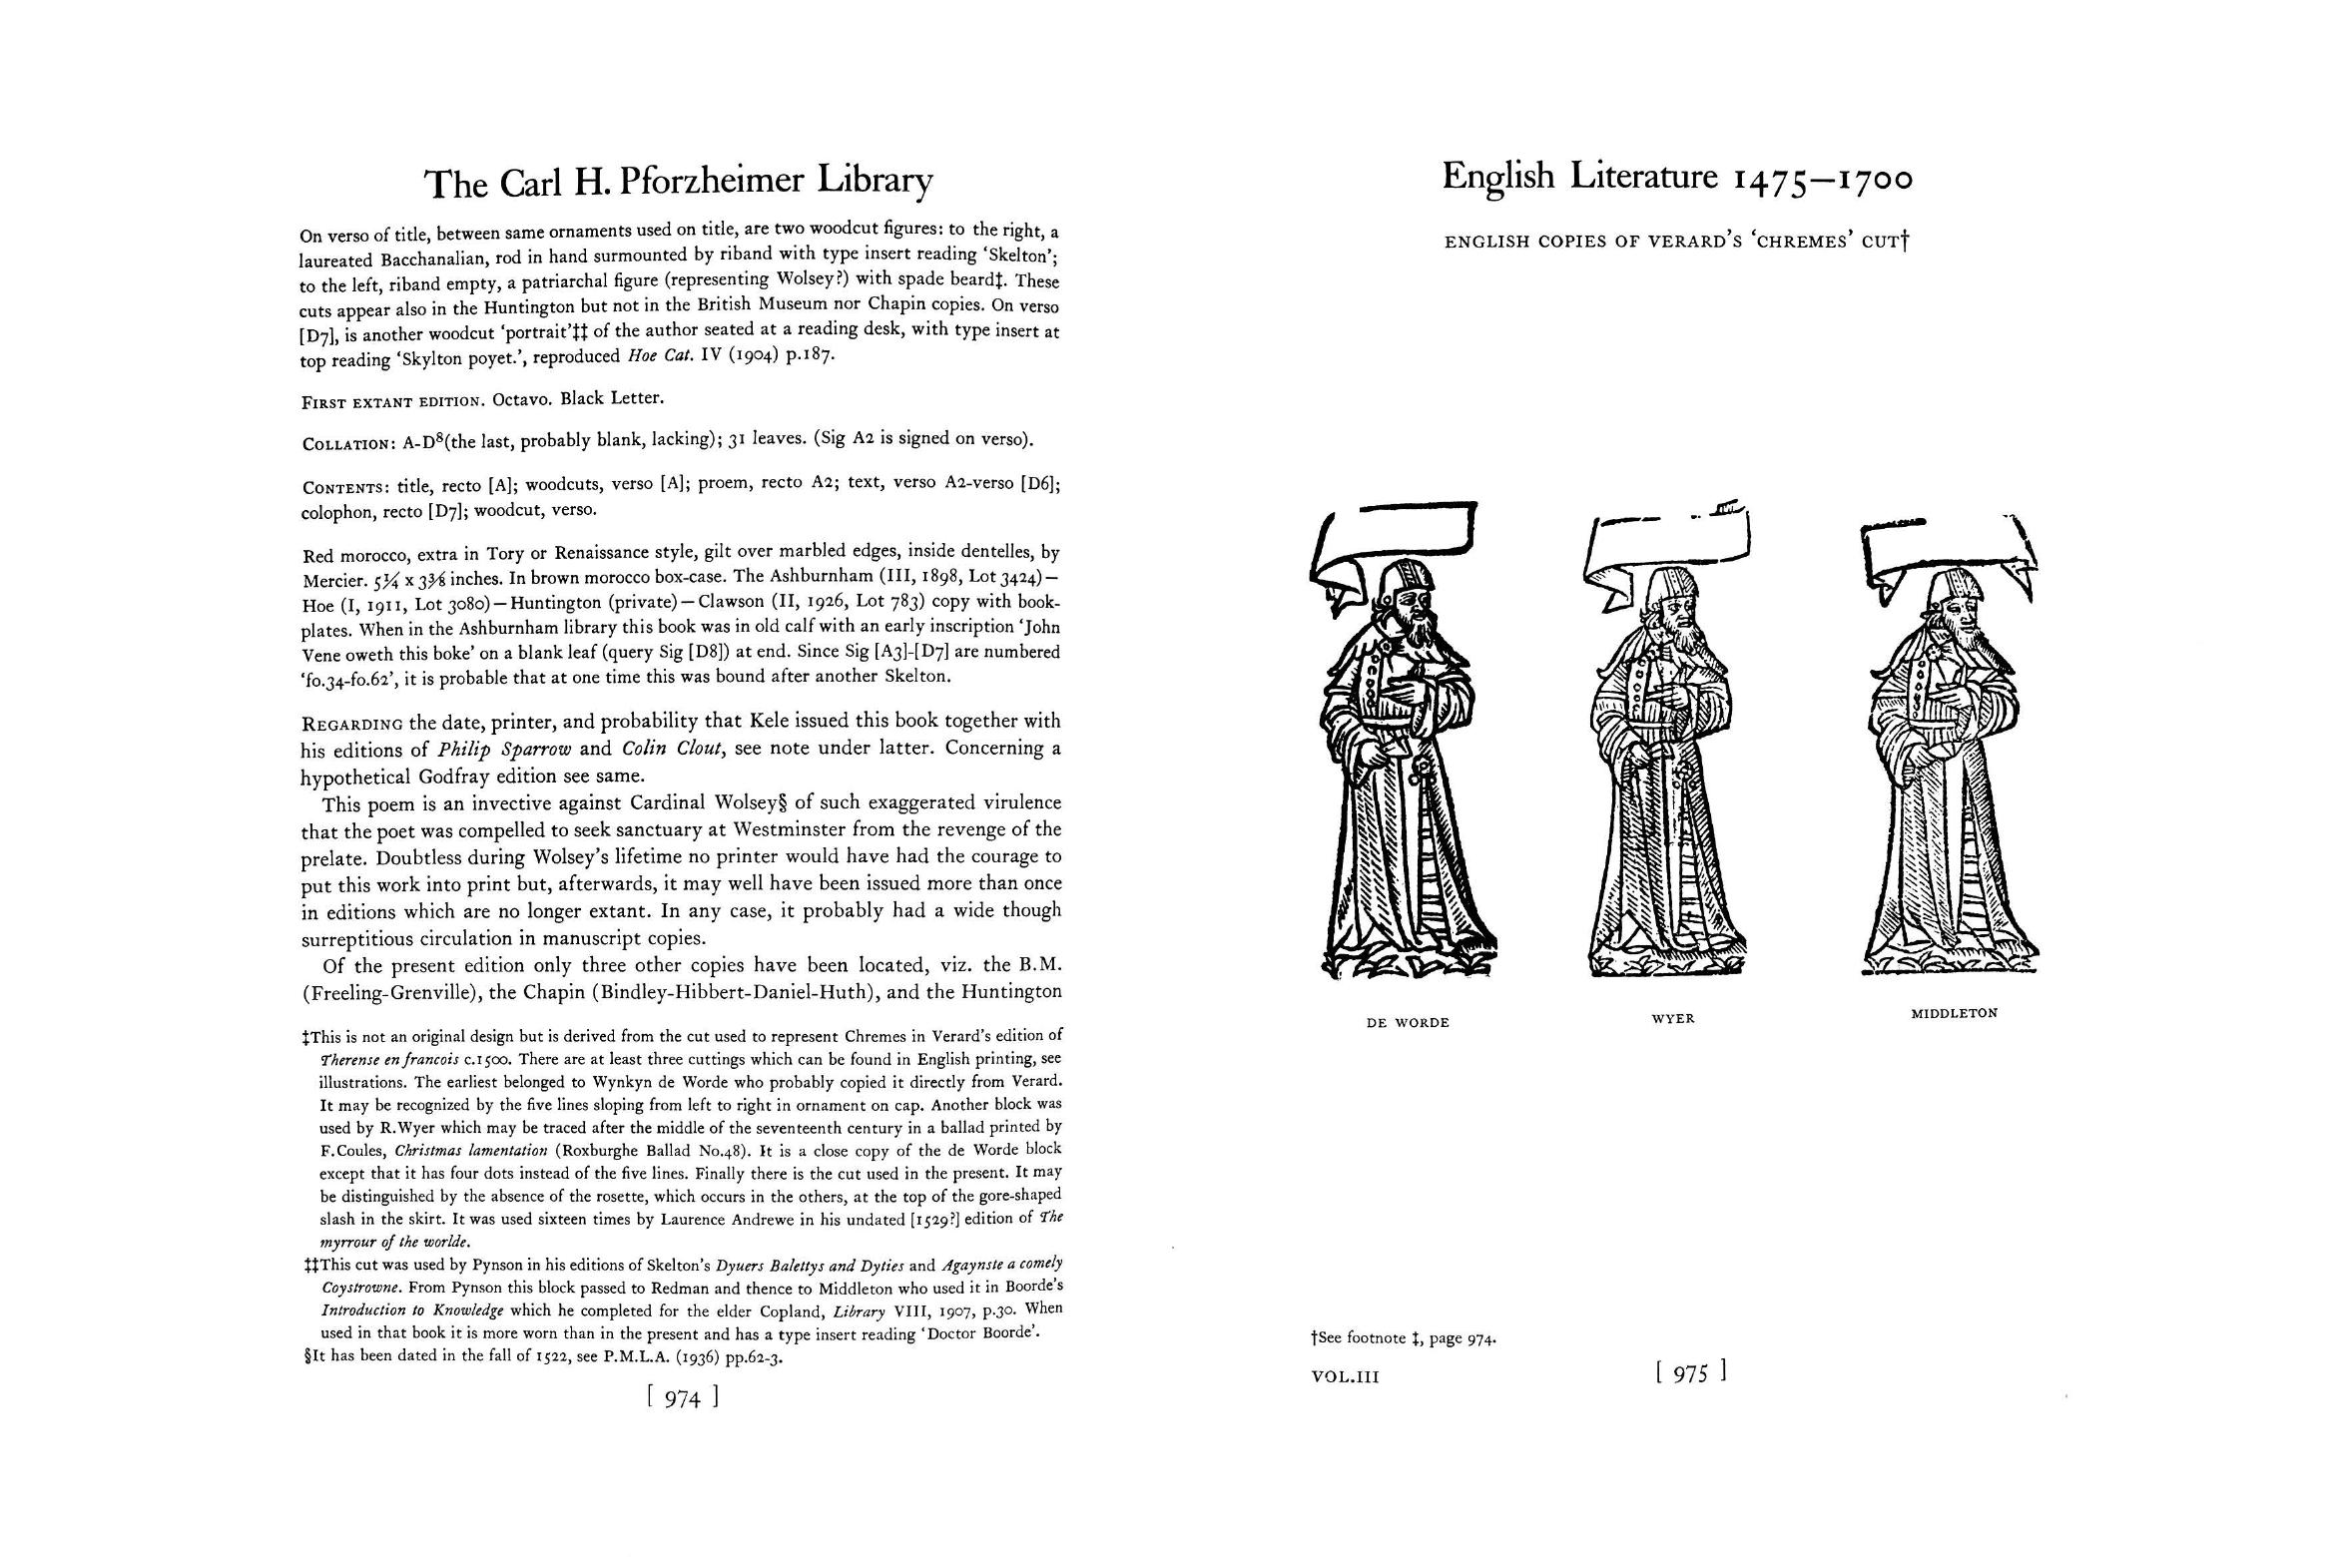 The Carl H. Pforzheimer Library
On verso of title, between same ornaments used on title, are two woodcut figures: to the right, a
laureated Bacchanalian, rod in hand surmounted by riband with type insert reading ‘Skelton’;
to the left, riband empty, a patriarchal figure (representing Wolsey?) with spade beard‡. These
cuts appear also in the Huntington but not in the British Museum nor Chapin copies. On verso
[D7], is another woodcut ‘portrait’‡‡ of the author seated at a reading desk, with type insert at
top reading ‘Skylton poyet.’, reproduced Hoe Cat. IV (1904) p.187.
First extant edition. Octavo. Black Letter.
Collation: A-D⁸(the last, probably blank, lacking); 31 leaves. (Sig A2 is signed on verso).
Contents: title, recto [A]; woodcuts, verso [A]; proem, recto A2; text, verso A2-verso [D6];
colophon, recto [D7]; woodcut, verso.
Red morocco, extra in Tory or Renaissance style, gilt over marbled edges, inside dentelles, by
Mercier. 5¼ x 3⅜ inches. In brown morocco box-case. The Ashburnham (III, 1898, Lot 3424)—
Hoe (I, 1911, Lot 3080)—Huntington (private)—Clawson (II, 1926, Lot 783) copy with book-
plates. When in the Ashburnham library this book was in old calf with an early inscription ‘John
Vene oweth this boke’ on a blank leaf (query Sig [D8]) at end. Since Sig [A3]-[D7] are numbered
‘fo.34-fo.62’, it is probable that at one time this was bound after another Skelton.
Regarding the date, printer, and probability that Kele issued this book together with
his editions of Philip Sparrow and Colin Clout, see note under latter. Concerning a
hypothetical Godfray edition see same.
This poem is an invective against Cardinal Wolsey§ of such exaggerated virulence
that the poet was compelled to seek sanctuary at Westminster from the revenge of the
prelate. Doubtless during Wolsey’s lifetime no printer would have had the courage to
put this work into print but, afterwards, it may well have been issued more than once
in editions which are no longer extant. In any case, it probably had a wide though
surreptitious circulation in manuscript copies.
Of the present edition only three other copies have been located, viz. the B.M.
(Freeling-Grenville), the Chapin (Bindley-Hibbert-Daniel-Huth), and the Huntington
‡This is not an original design but is derived from the cut used to represent Chremes in Verard’s edition of
Therense en francois c.1500. There are at least three cuttings which can be found in English printing, see
illustrations. The earliest belonged to Wynkyn de Worde who probably copied it directly from Verard.
It may be recognized by the five lines sloping from left to right in ornament on cap. Another block was
used by R.Wyer which may be traced after the middle of the seventeenth century in a ballad printed by
F.Coules, Christmas lamentation (Roxburghe Ballad No.48). It is a close copy of the de Worde block
except that it has four dots instead of the five lines. Finally there is the cut used in the present. It may
be distinguished by the absence of the rosette, which occurs in the others, at the top of the gore-shaped
slash in the skirt. It was used sixteen times by Laurence Andrewe in his undated [1529?] edition of The
myrrour of the worlde.
‡‡This cut was used by Pynson in his editions of Skelton’s Dyuers Balettys and Dyties and Agaynste a comely
Coystrowne. From Pynson this block passed to Redman and thence to Middleton who used it in Boorde’s
Introduction to Knowledge which he completed for the elder Copland, Library VIII, 1907, p.30. When
used in that book it is more worn than in the present and has a type insert reading ‘Doctor Boorde’.
§It has been dated in the fall of 1522, see P.M.L.A. (1936) pp.62-3.
[ 974 ]
English Literature 1475—1700
ENGLISH COPIES OF VERARD’S ‘CHREMES’ CUT†
DE WORDE
WYER
MIDDLETON
†See footnote ‡, page 974.
VOL.III
[ 975 ]